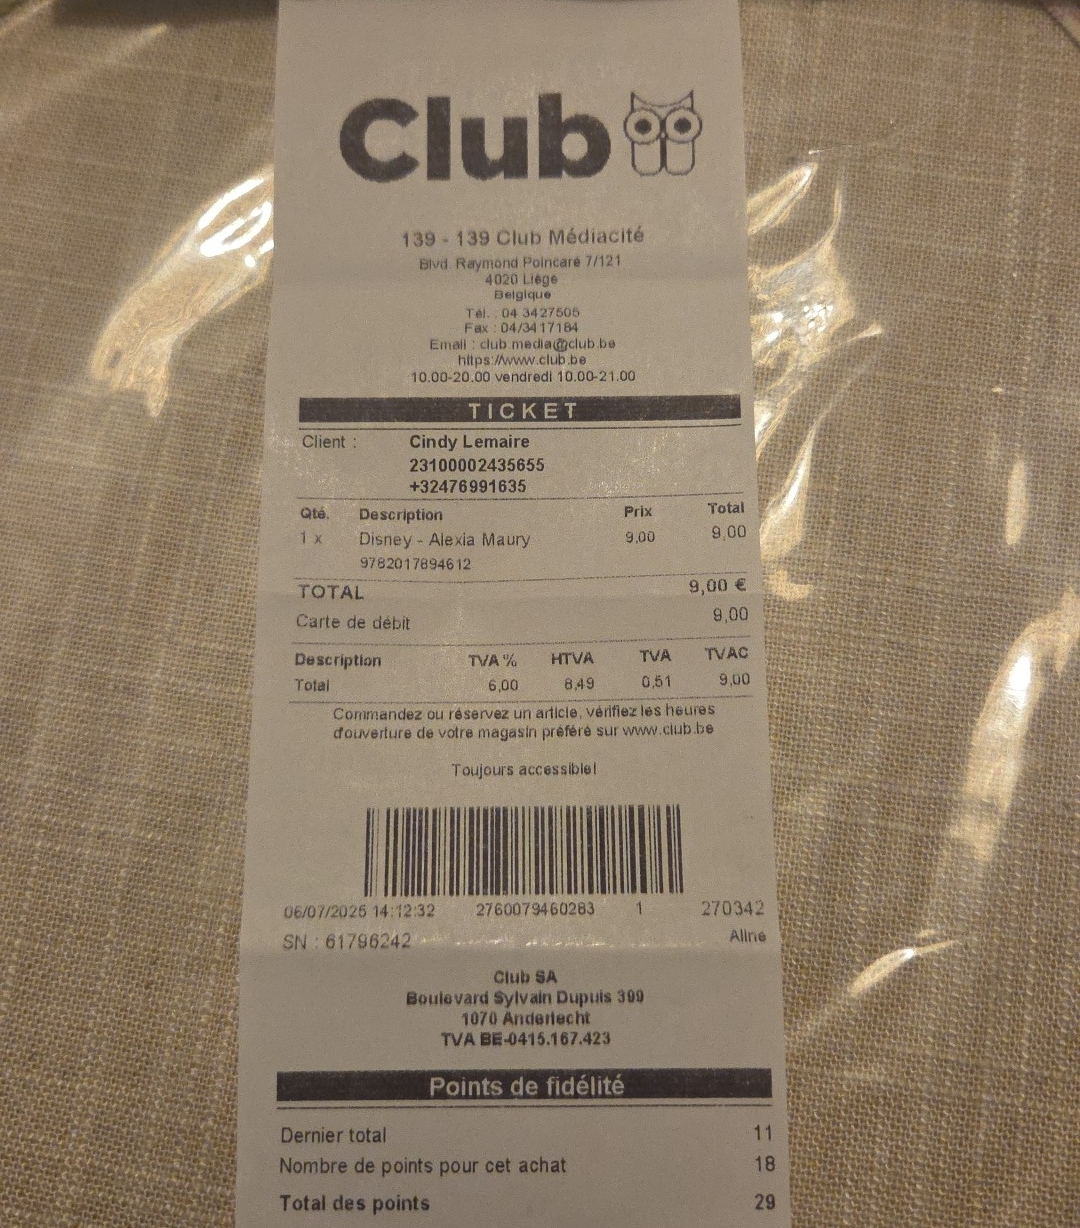 Club
139 - 139 Club Médiacité
Blvd. Raymond Poincaré 7/121
4020 Liège
Belgique
Tél. : 04 3427505
Fax : 04/3417184
Email : club.media@club.be
https://www.club.be
10.00-20.00 vendredi 10.00-21.00
TICKET
Client : Cindy Lemaire
23100002435655
+32476991635
Qté. Description Prix Total
1 x Disney - Alexia Maury 9,00 9,00
9782017894612
TOTAL 9,00 €
Carte de débit 9,00
Description TVA % HTVA TVA TVAC
Total 6,00 8,49 0,51 9,00
Commandez ou réservez un article, vérifiez les heures
d'ouverture de votre magasin préféré sur www.club.be
Toujours accessible!
06/07/2025 14:12:32 2760079460283 1 270342
SN : 61796242 Aline
Club SA
Boulevard Sylvain Dupuis 399
1070 Anderlecht
TVA BE-0415.167.423
Points de fidélité
Dernier total 11
Nombre de points pour cet achat 18
Total des points 29